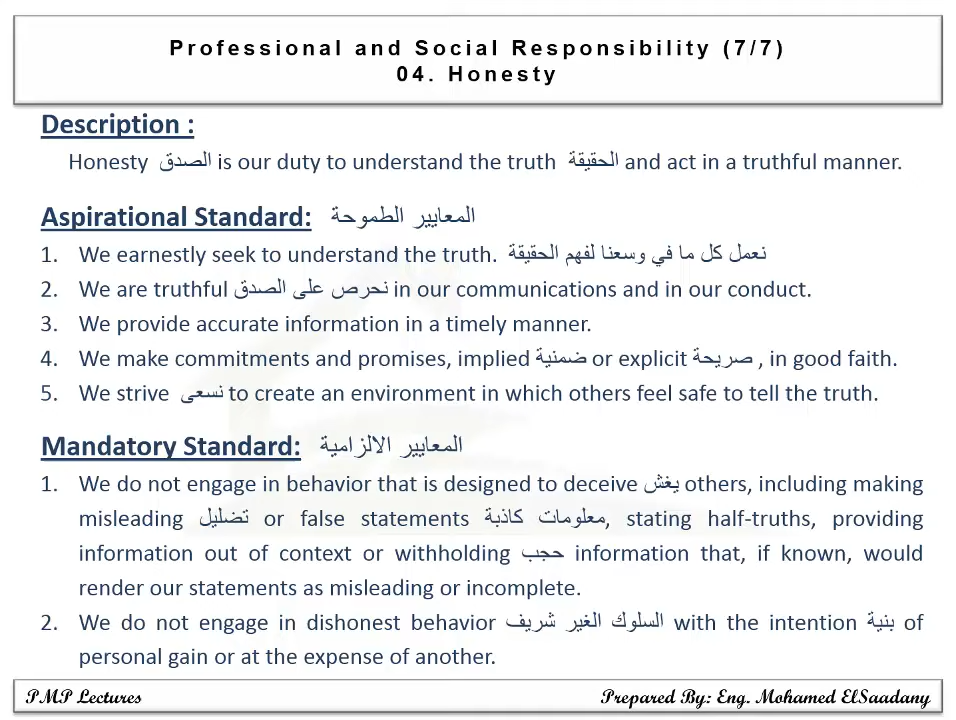 Professional and Social Responsibility (7/7)
04. Honesty
Description :
Honesty الصدق is our duty to understand the truth الحقيقة and act in a truthful manner.
Aspirational Standard: المعايير الطموحة
1. We earnestly seek to understand the truth. نعمل كل ما في وسعنا لفهم الحقيقة
2. We are truthful نحرص على الصدق in our communications and in our conduct.
3. We provide accurate information in a timely manner.
4. We make commitments and promises, implied ضمنية or explicit صريحة , in good faith.
5. We strive نسعى to create an environment in which others feel safe to tell the truth.
Mandatory Standard: المعايير الالزامية
1. We do not engage in behavior that is designed to deceive يغش others, including making
misleading تضليل or false statements معلومات كاذبة, stating half-truths, providing
information out of context or withholding حجب information that, if known, would
render our statements as misleading or incomplete.
2. We do not engage in dishonest behavior السلوك الغير شريف with the intention بنية of
personal gain or at the expense of another.
PMP Lectures
Prepared By: Eng. Mohamed ElSaadany